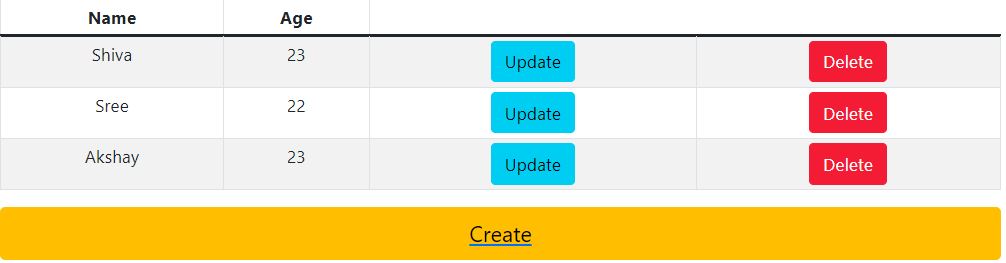 Name Age
Shiva 23 Update Delete
Sree 22 Update Delete
Akshay 23 Update Delete
Create